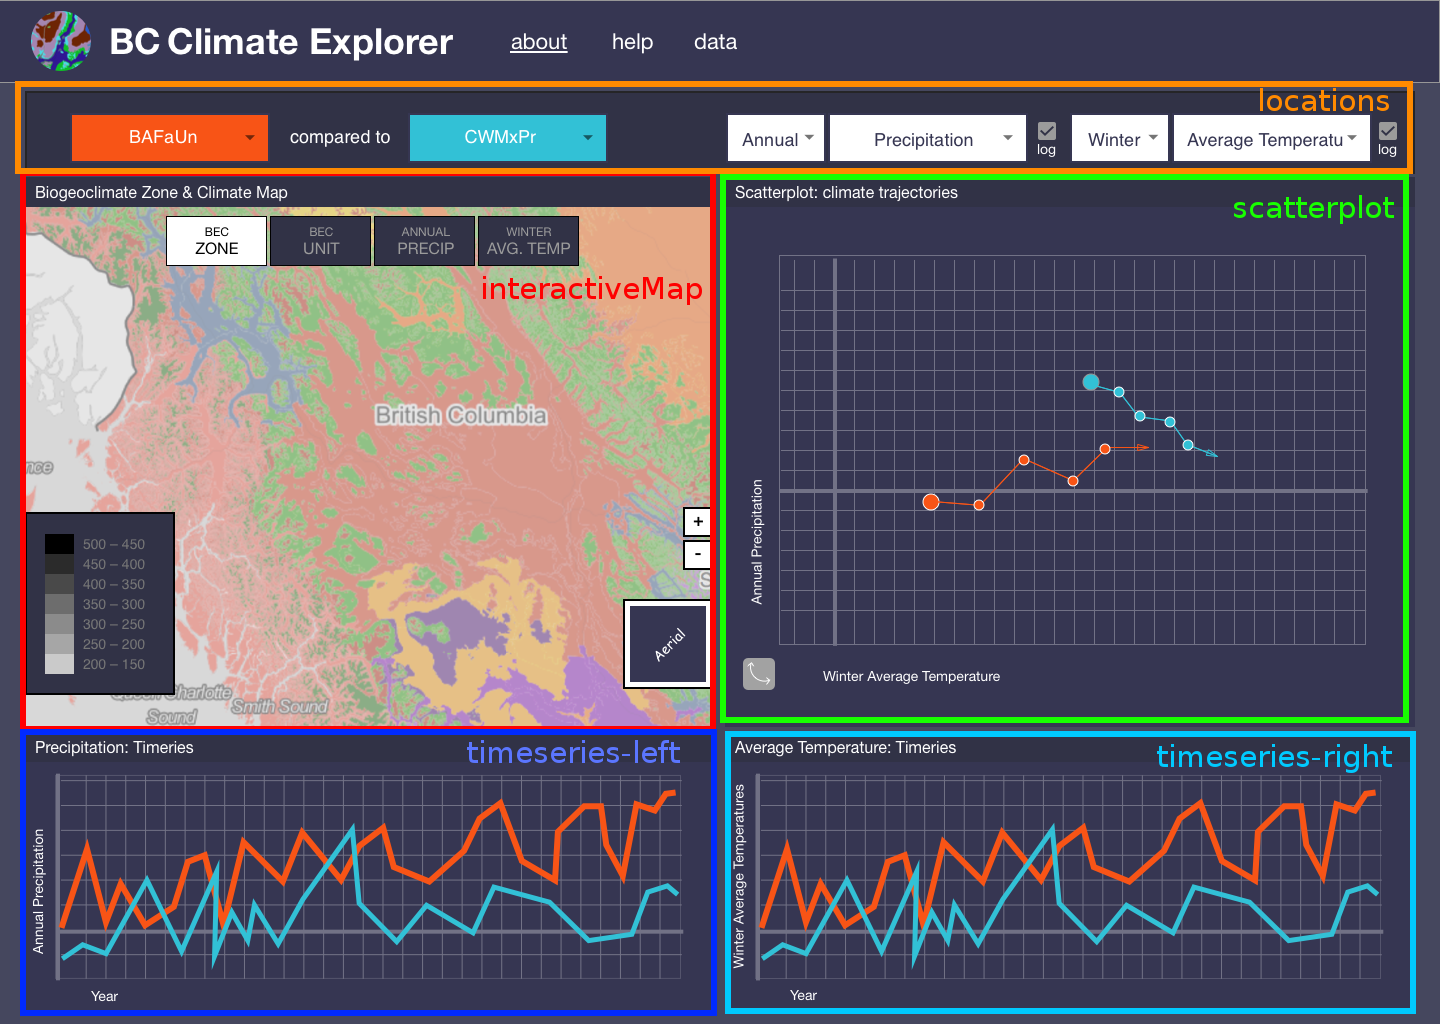 BC Climate Explorer about help data
locations
BAFaUn compared to CWMxPr Annual Precipitation log Winter Average Temperatu log
Biogeoclimate Zone & Climate Map
BEC ZONE
BEC UNIT
ANNUAL PRECIP
WINTER AVG. TEMP
interactiveMap
British Columbia
nce
+
-
S
500 – 450
450 – 400
400 – 350
350 – 300
300 – 250
250 – 200
200 – 150
Aerial
Queen Charlotte
Sound
Smith Sound
Scatterplot: climate trajectories
scatterplot
Annual Precipitation
Winter Average Temperature
Precipitation: Timeries
timeseries-left
Annual Precipitation
Year
Average Temperature: Timeries
timeseries-right
Winter Average Temperatures
Year